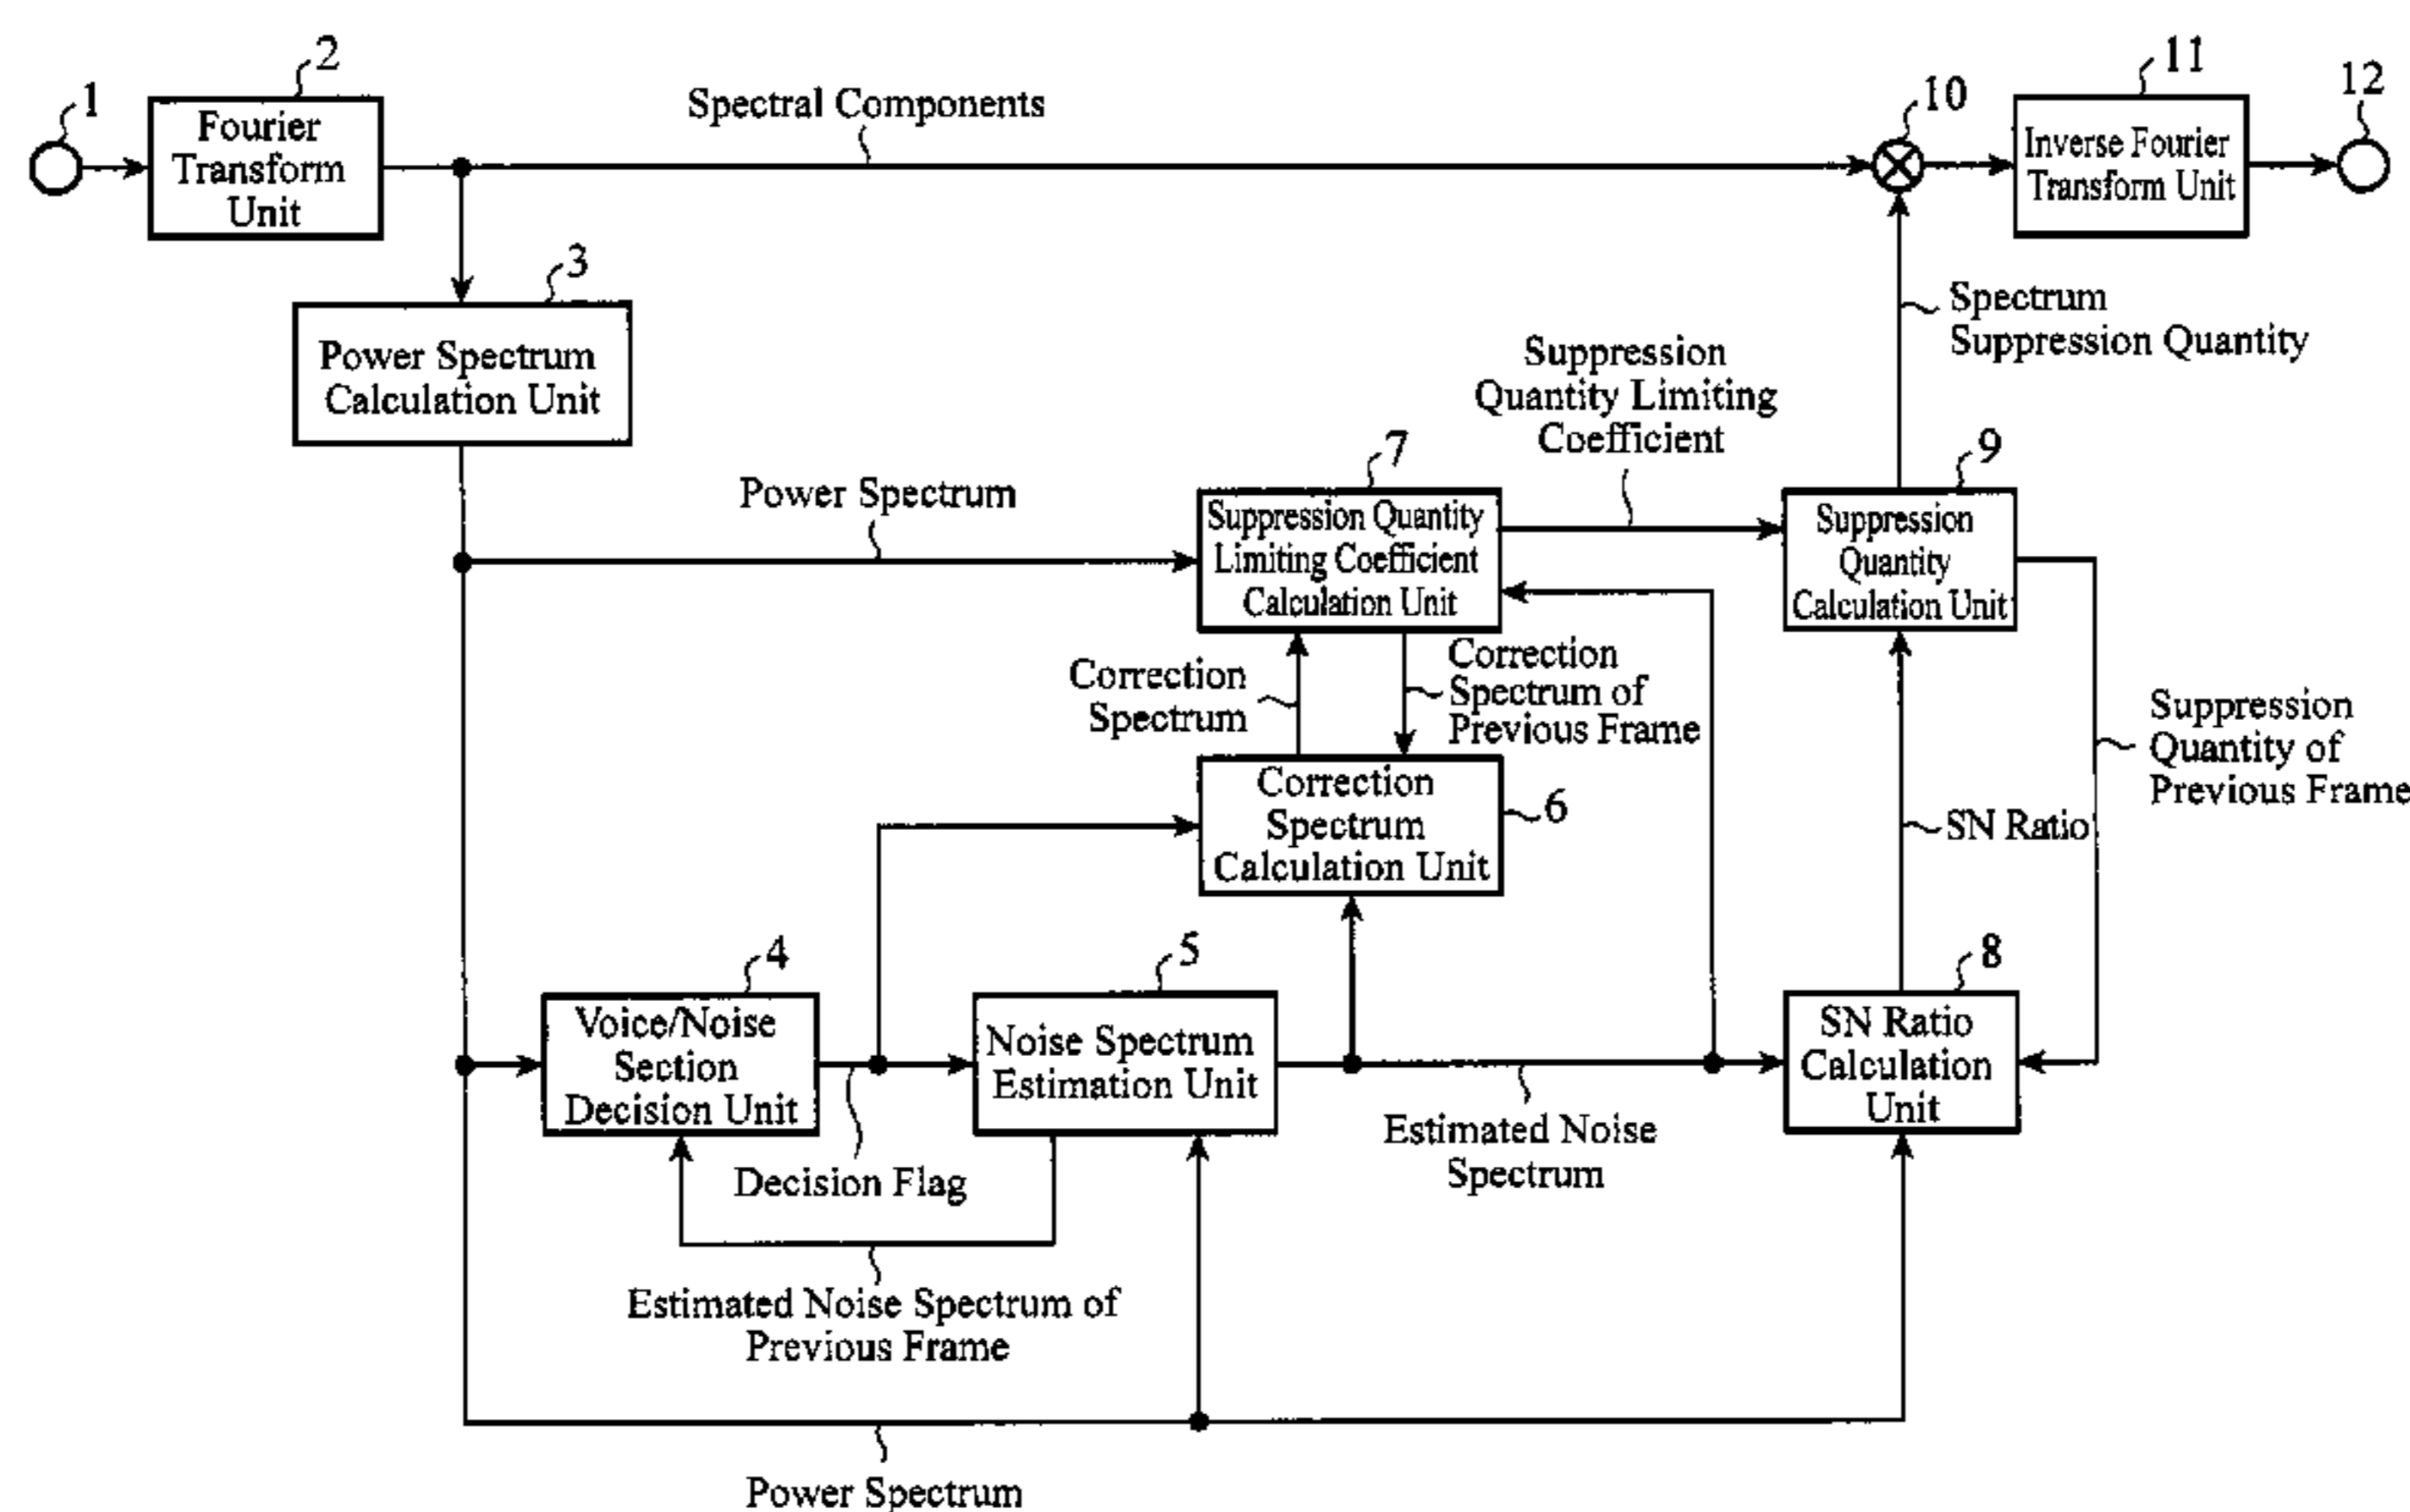 1
2
Fourier
Transform
Unit
Spectral Components
10
11
Inverse Fourier
Transform Unit
12
3
Power Spectrum
Calculation Unit
Spectrum
Suppression Quantity
Suppression
Quantity Limiting
Coefficient
Power Spectrum
7
Suppression Quantity
Limiting Coefficient
Calculation Unit
9
Suppression
Quantity
Calculation Unit
Correction
Spectrum
Correction
Spectrum of
Previous Frame
Suppression
Quantity of
Previous Frame
Correction
Spectrum
Calculation Unit
6
SN Ratio
4
Voice/Noise
Section
Decision Unit
5
Noise Spectrum
Estimation Unit
8
SN Ratio
Calculation
Unit
Decision Flag
Estimated Noise
Spectrum
Estimated Noise Spectrum of
Previous Frame
Power Spectrum